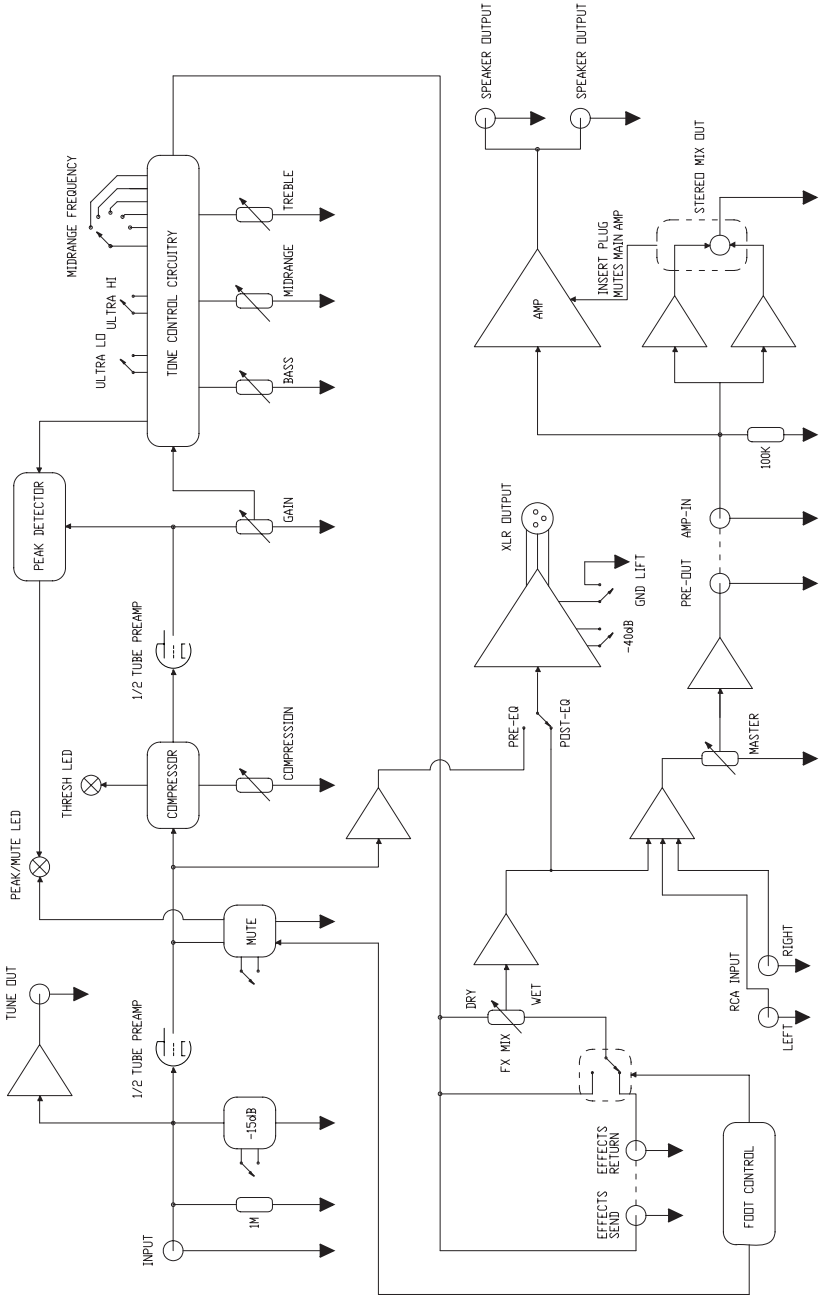 INPUT
1M
-15dB
TUNE OUT
1/2 TUBE PREAMP
MUTE
PEAK/MUTE LED
THRESH LED
COMPRESSOR
COMPRESSION
1/2 TUBE PREAMP
PEAK DETECTOR
GAIN
TONE CONTROL CIRCUITRY
ULTRA LO
ULTRA HI
MIDRANGE FREQUENCY
BASS
MIDRANGE
TREBLE
EFFECTS
SEND
EFFECTS
RETURN
FOOT CONTROL
FX MIX
DRY
WET
RCA INPUT
LEFT
RIGHT
PRE-EQ
POST-EQ
-40dB
GND LIFT
XLR OUTPUT
MASTER
PRE-OUT
AMP-IN
100K
AMP
INSERT PLUG
MUTES MAIN AMP
STEREO MIX OUT
SPEAKER OUTPUT
SPEAKER OUTPUT